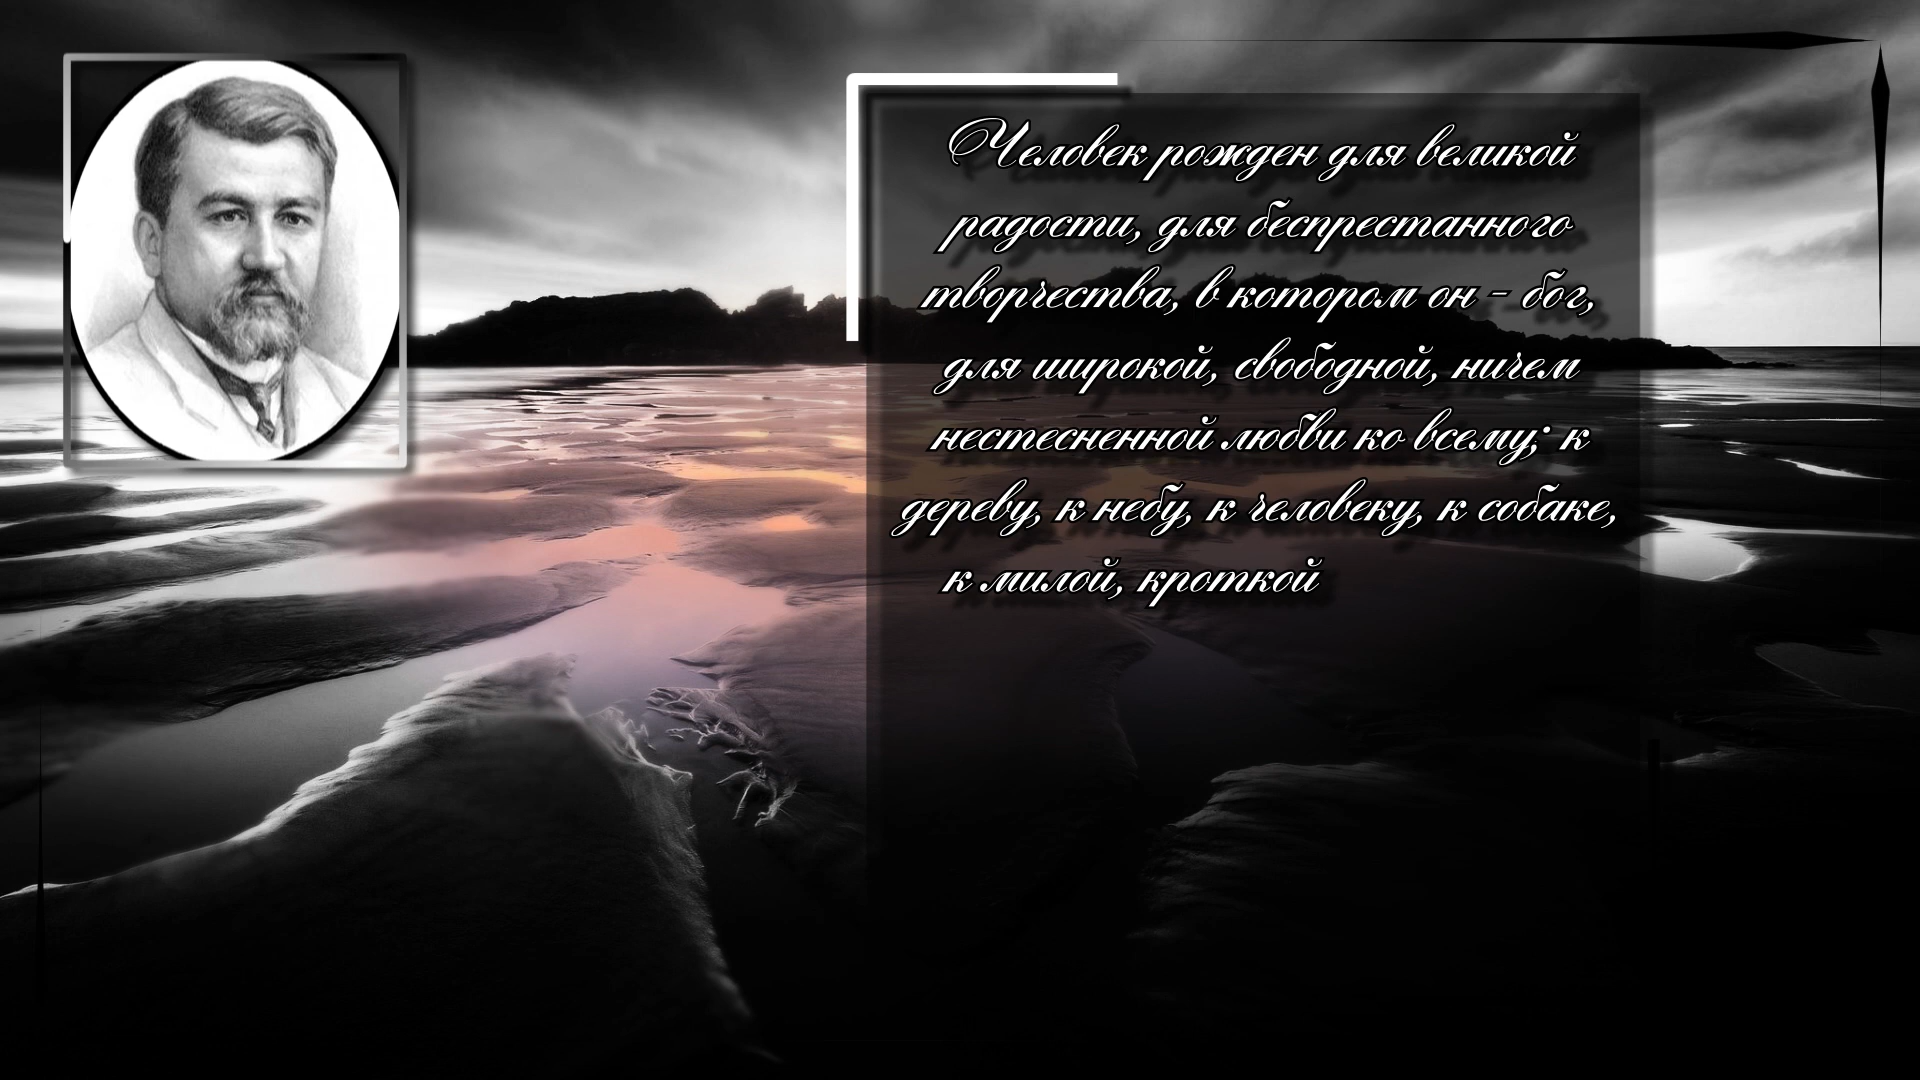 Человек рожден для великой
радости, для беспрестанного
творчества, в котором он - бог,
для широкой, свободной, ничем
нестесненной любви ко всему; к
дереву, к небу, к человеку, к собаке,
к милой, кроткой